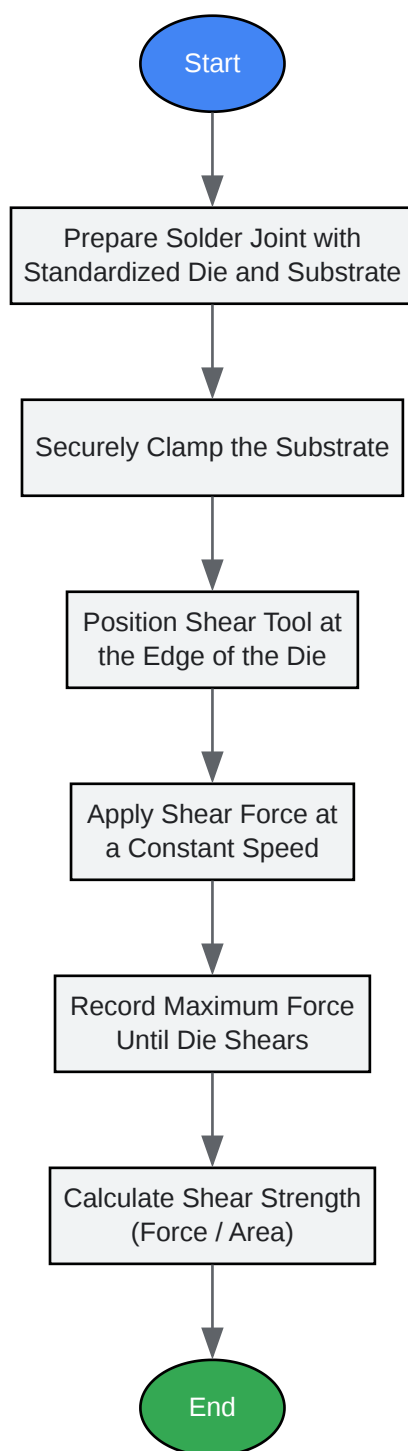 Start
Prepare Solder Joint with
Standardized Die and Substrate
Securely Clamp the Substrate
Position Shear Tool at
the Edge of the Die
Apply Shear Force at
a Constant Speed
Record Maximum Force
Until Die Shears
Calculate Shear Strength
(Force / Area)
End